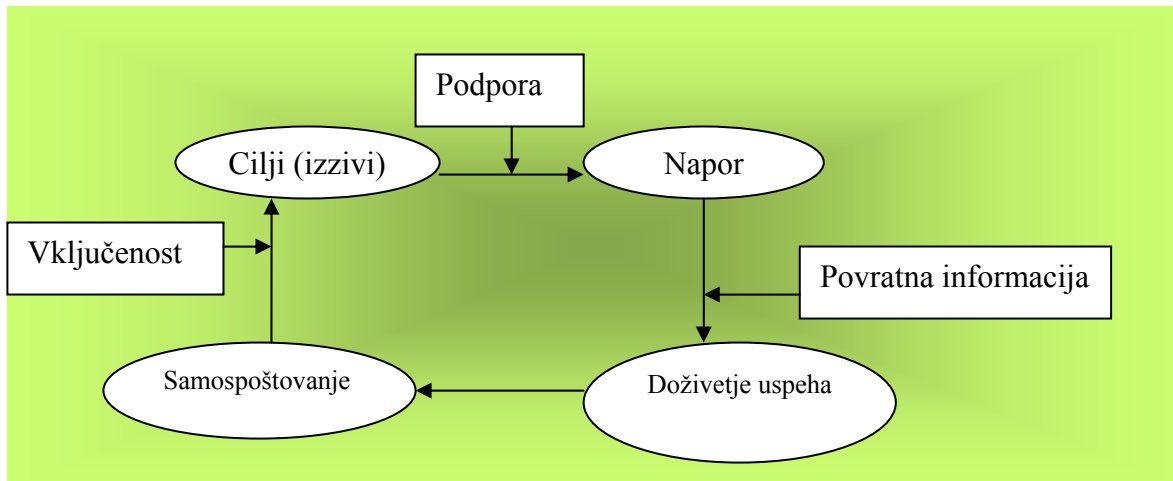 Podpora
Cilji (izzivi)
Napor
Vključenost
Povratna informacija
Samospoštovanje
Doživetje uspeha